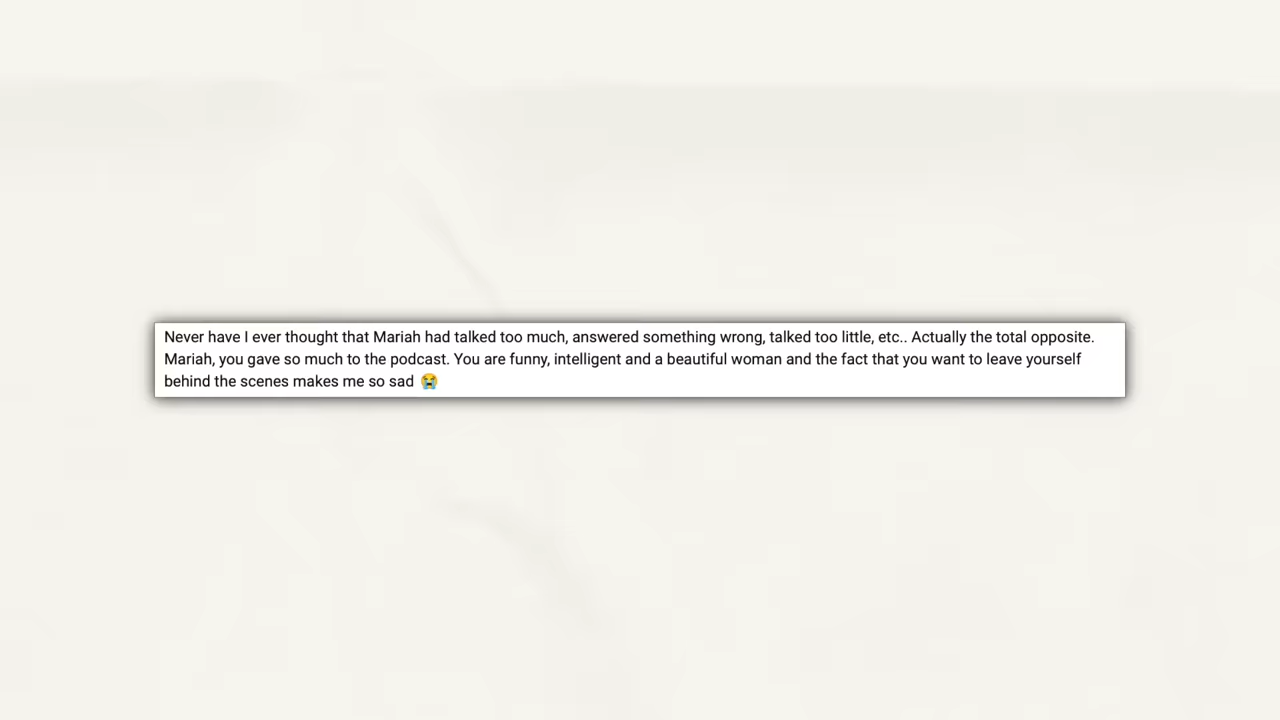 Never have I ever thought that Mariah had talked too much, answered something wrong, talked too little, etc.. Actually the total opposite.
Mariah, you gave so much to the podcast. You are funny, intelligent and a beautiful woman and the fact that you want to leave yourself
behind the scenes makes me so sad 😭